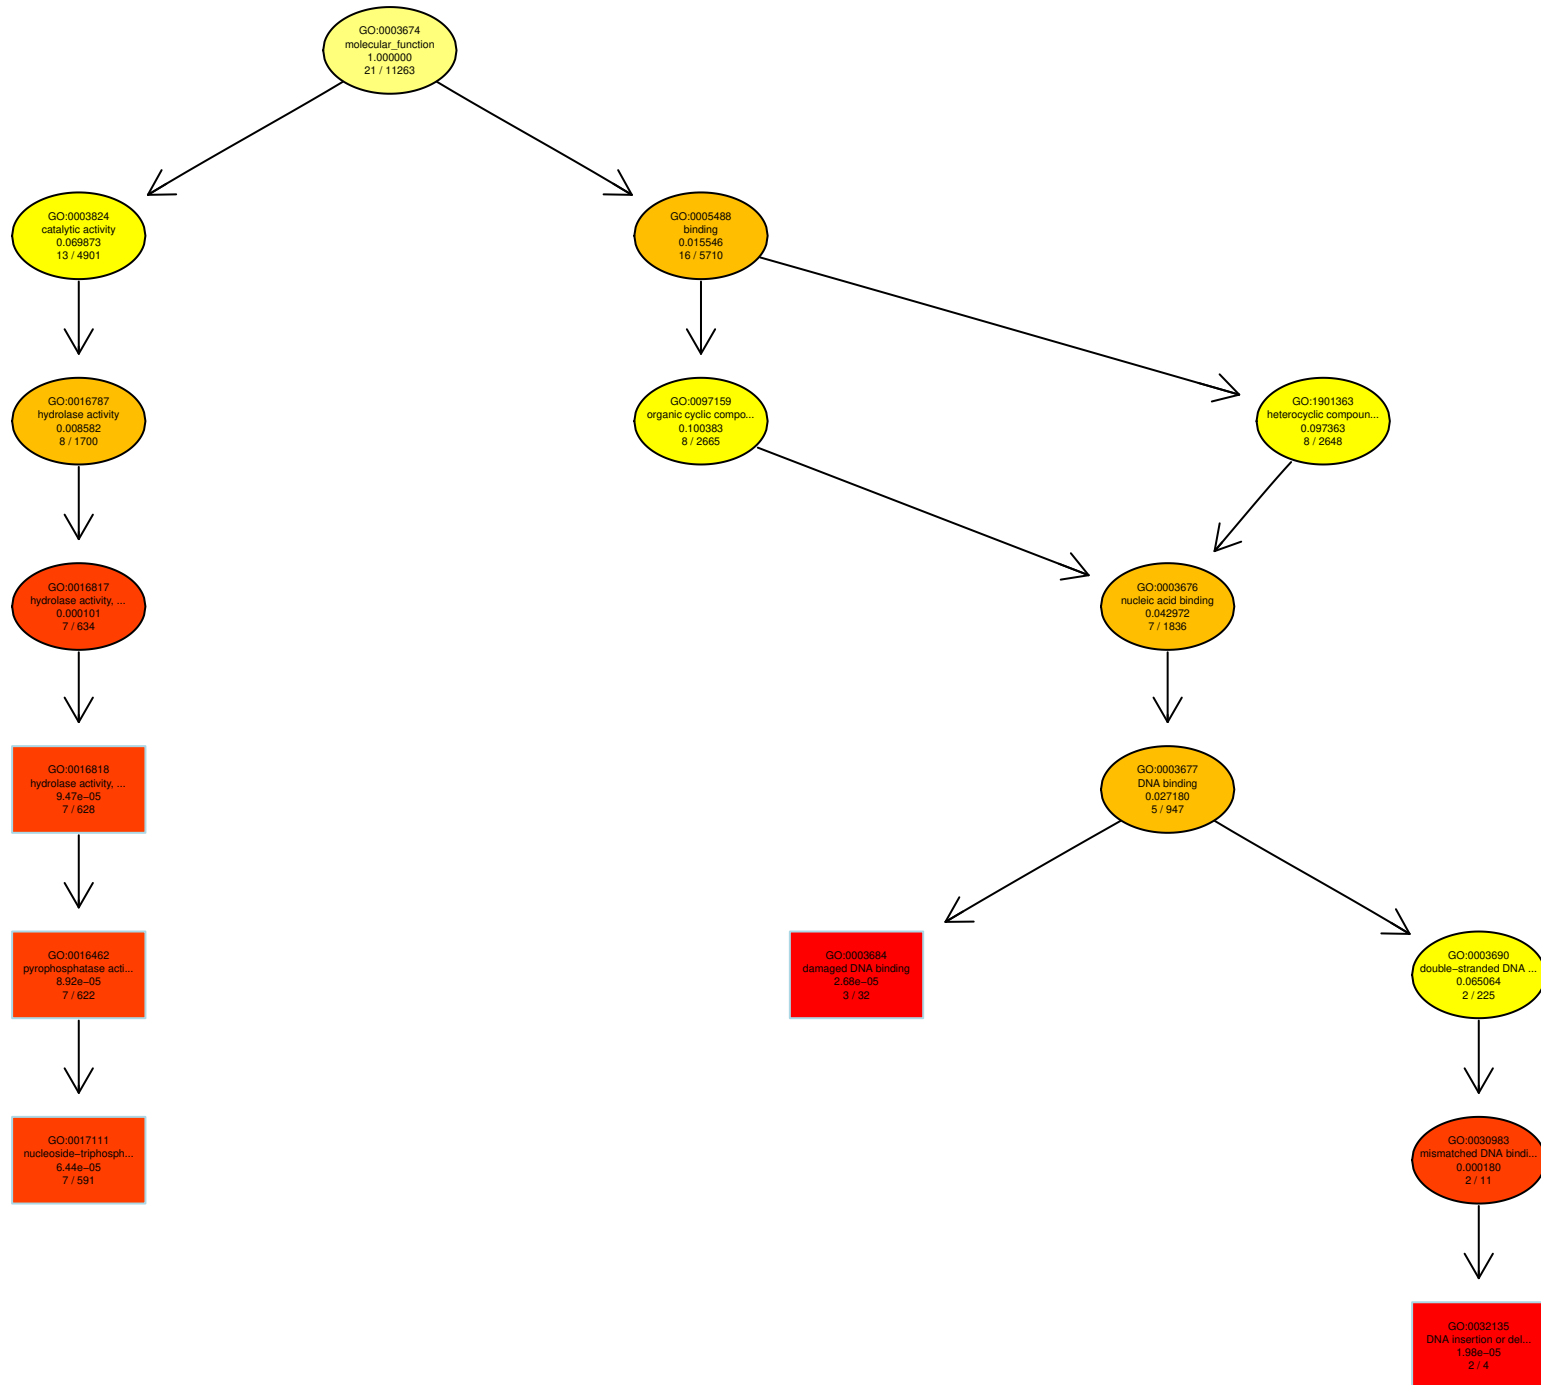 GO:0003674
molecular_function
1.000000
21 / 11263
GO:0003824
catalytic activity
0.069873
13 / 4901
GO:0005488
binding
0.015546
16 / 5710
GO:0016787
hydrolase activity
0.008582
8 / 1700
GO:0097159
organic cyclic compo...
0.100383
8 / 2665
GO:1901363
heterocyclic compoun...
0.097363
8 / 2648
GO:0016817
hydrolase activity, ...
0.000101
7 / 634
GO:0003676
nucleic acid binding
0.042972
7 / 1836
GO:0016818
hydrolase activity, ...
9.47e−05
7 / 628
GO:0003677
DNA binding
0.027180
5 / 947
GO:0016462
pyrophosphatase acti...
8.92e−05
7 / 622
GO:0003684
damaged DNA binding
2.68e−05
3 / 32
GO:0003690
double−stranded DNA ...
0.065064
2 / 225
GO:0017111
nucleoside−triphosph...
6.44e−05
7 / 591
GO:0030983
mismatched DNA bindi...
0.000180
2 / 11
GO:0032135
DNA insertion or del...
1.98e−05
2 / 4